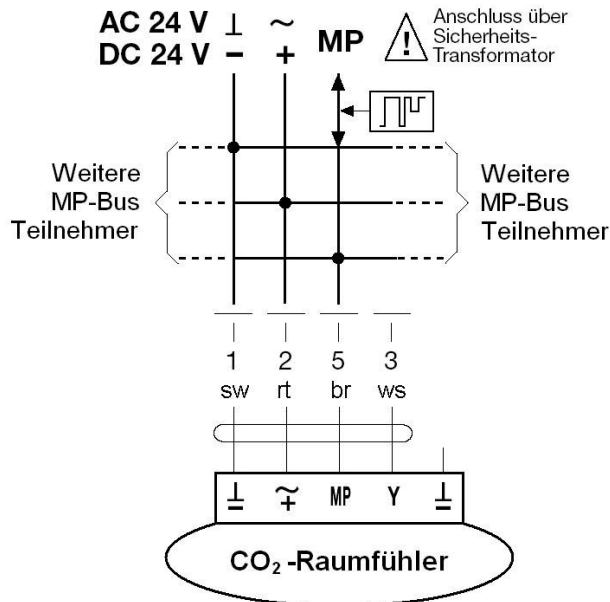 AC 24 V ⊥ ~
DC 24 V − +
MP
Anschluss über
Sicherheits-
Transformator
Weitere
MP-Bus
Teilnehmer
Weitere
MP-Bus
Teilnehmer
1 2 5 3
sw rt br ws
MP Y
CO₂-Raumfühler